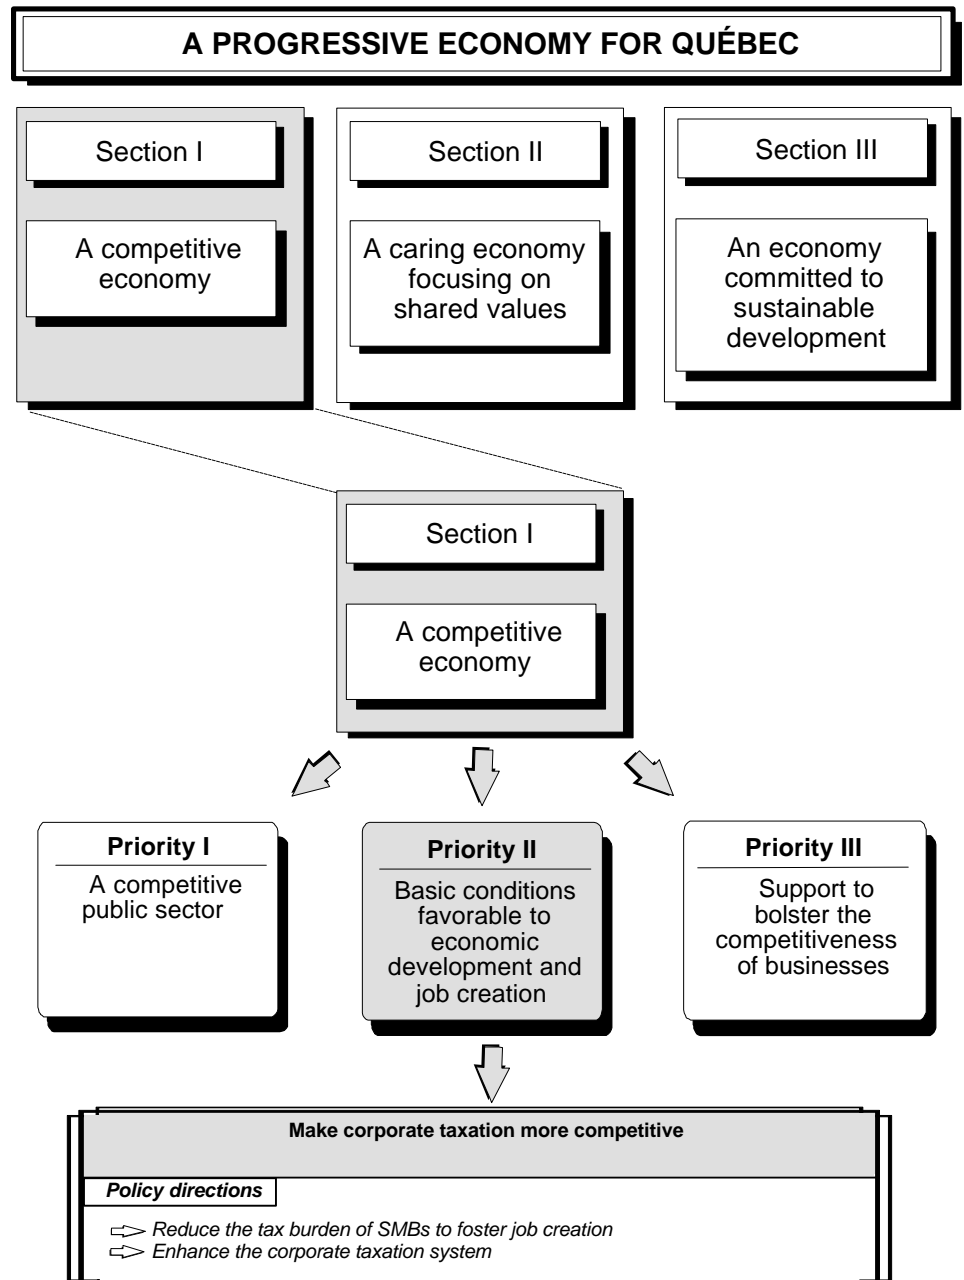 A PROGRESSIVE ECONOMY FOR QUÉBEC
Section I
A competitive
economy
Section II
A caring economy
focusing on
shared values
Section III
An economy
committed to
sustainable
development
Section I
A competitive
economy
Priority I
A competitive
public sector
Priority II
Basic conditions
favorable to
economic
development and
job creation
Priority III
Support to
bolster the
competitiveness
of businesses
Make corporate taxation more competitive
Policy directions
Reduce the tax burden of SMBs to foster job creation
Enhance the corporate taxation system